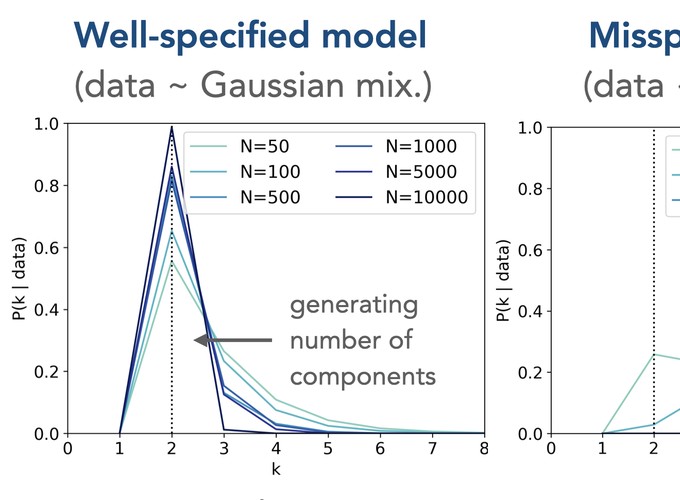 Well-specified model
(data ~ Gaussian mix.)
1.0
0.8
0.6
0.4
0.2
0.0
P(k | data)
N=50
N=100
N=500
N=1000
N=5000
N=10000
generating
number of
components
0 1 2 3 4 5 6 7 8
k
Missp
(data ~
1.0
0.8
0.6
0.4
0.2
0.0
P(k | data)
0 1 2